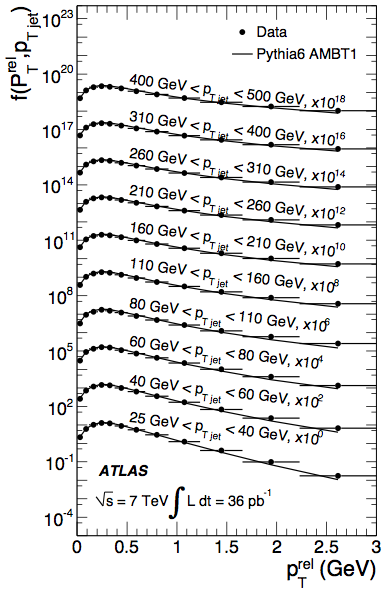 f(P_T^rel, p_T jet)
10^23
10^20
10^17
10^14
10^11
10^8
10^5
10^2
10^-1
10^-4
Data
Pythia6 AMBT1
400 GeV < p_T jet < 500 GeV, x10^18
310 GeV < p_T jet < 400 GeV, x10^16
260 GeV < p_T jet < 310 GeV, x10^14
210 GeV < p_T jet < 260 GeV, x10^12
160 GeV < p_T jet < 210 GeV, x10^10
110 GeV < p_T jet < 160 GeV, x10^8
80 GeV < p_T jet < 110 GeV, x10^6
60 GeV < p_T jet < 80 GeV, x10^4
40 GeV < p_T jet < 60 GeV, x10^2
25 GeV < p_T jet < 40 GeV, x10^0
ATLAS
√s = 7 TeV ∫ L dt = 36 pb^-1
0 0.5 1 1.5 2 2.5 3
p_T^rel (GeV)